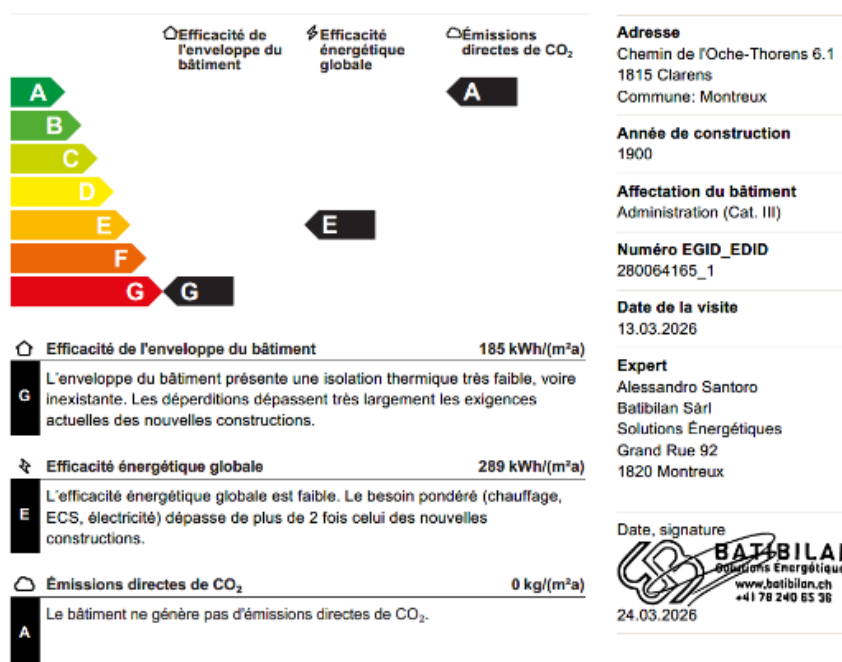 Efficacité de l'enveloppe du bâtiment
Efficacité énergétique globale
Émissions directes de CO₂
A
B
C
D
E
F
G
A
E
G
Efficacité de l'enveloppe du bâtiment 185 kWh/(m²a)
G
L'enveloppe du bâtiment présente une isolation thermique très faible, voire
inexistante. Les déperditions dépassent très largement les exigences
actuelles des nouvelles constructions.
Efficacité énergétique globale 289 kWh/(m²a)
E
L'efficacité énergétique globale est faible. Le besoin pondéré (chauffage,
ECS, électricité) dépasse de plus de 2 fois celui des nouvelles
constructions.
Émissions directes de CO₂ 0 kg/(m²a)
A
Le bâtiment ne génère pas d'émissions directes de CO₂.
Adresse
Chemin de l'Oche-Thorens 6.1
1815 Clarens
Commune: Montreux
Année de construction
1900
Affectation du bâtiment
Administration (Cat. III)
Numéro EGID_EDID
280064165_1
Date de la visite
13.03.2026
Expert
Alessandro Santoro
Batibilan Sàrl
Solutions Énergétiques
Grand Rue 92
1820 Montreux
Date, signature
BATIBILAN
Solutions Énergétique
www.batibilan.ch
+41 78 240 65 36
24.03.2026